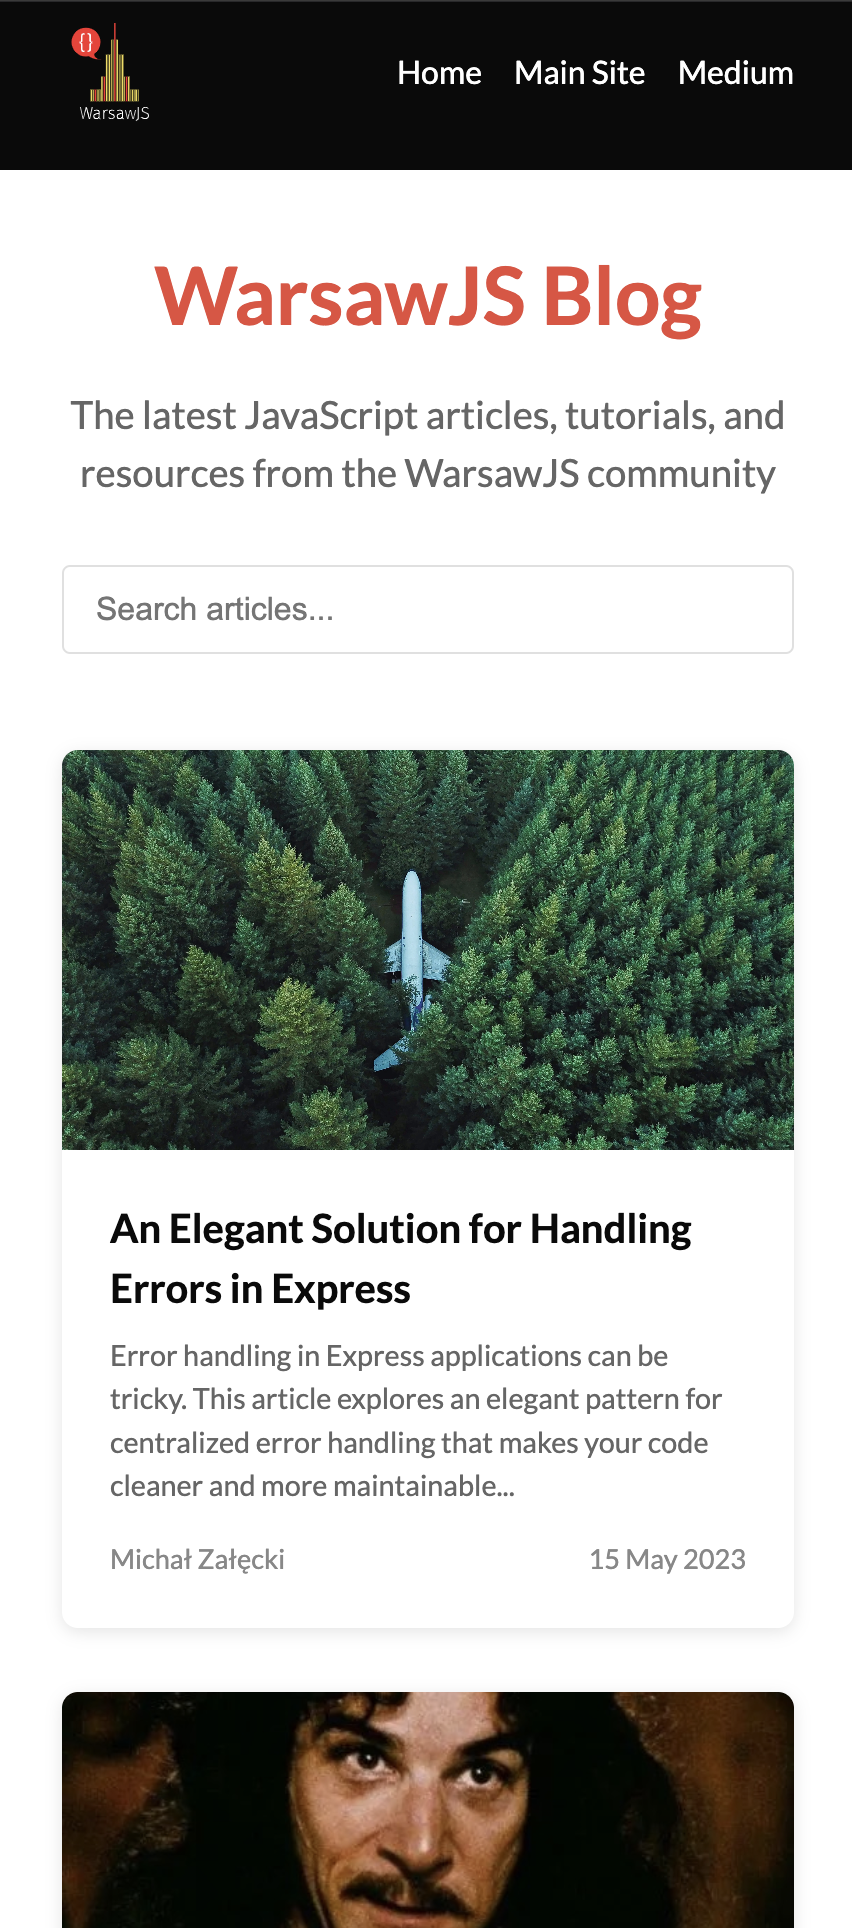 {}
WarsawJS
Home Main Site Medium
WarsawJS Blog
The latest JavaScript articles, tutorials, and
resources from the WarsawJS community
Search articles...
An Elegant Solution for Handling
Errors in Express
Error handling in Express applications can be
tricky. This article explores an elegant pattern for
centralized error handling that makes your code
cleaner and more maintainable...
Michał Załęcki 15 May 2023